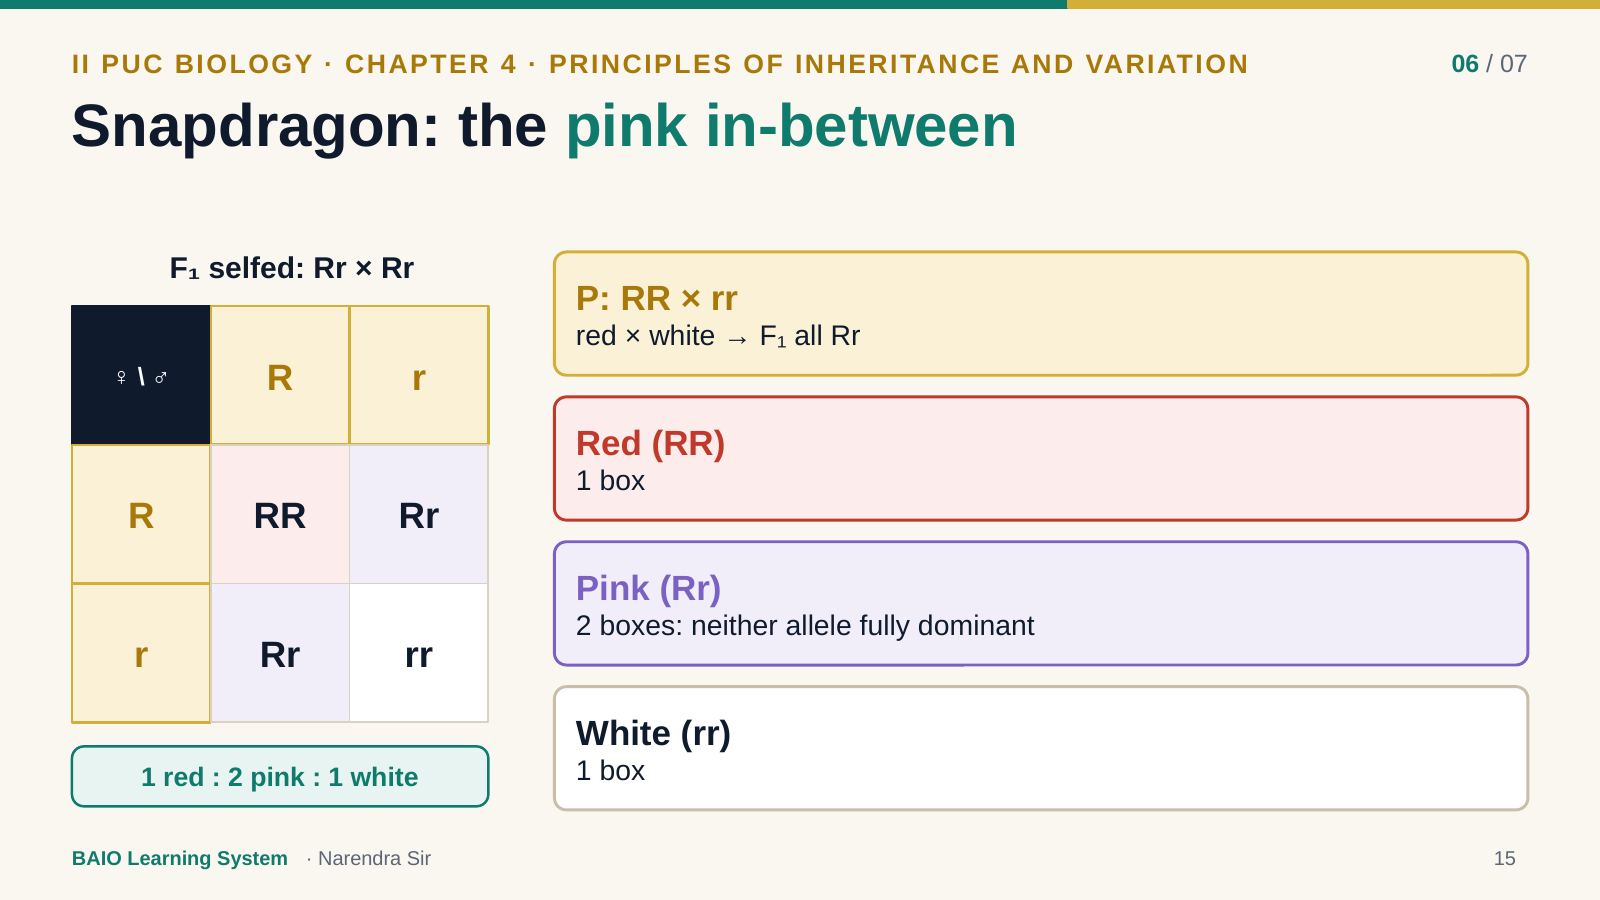 II PUC BIOLOGY · CHAPTER 4 · PRINCIPLES OF INHERITANCE AND VARIATION
06 / 07
Snapdragon: the pink in-between
F₁ selfed: Rr × Rr
♀ \ ♂ R r
R RR Rr
r Rr rr
1 red : 2 pink : 1 white
P: RR × rr
red × white → F₁ all Rr
Red (RR)
1 box
Pink (Rr)
2 boxes: neither allele fully dominant
White (rr)
1 box
BAIO Learning System · Narendra Sir
15